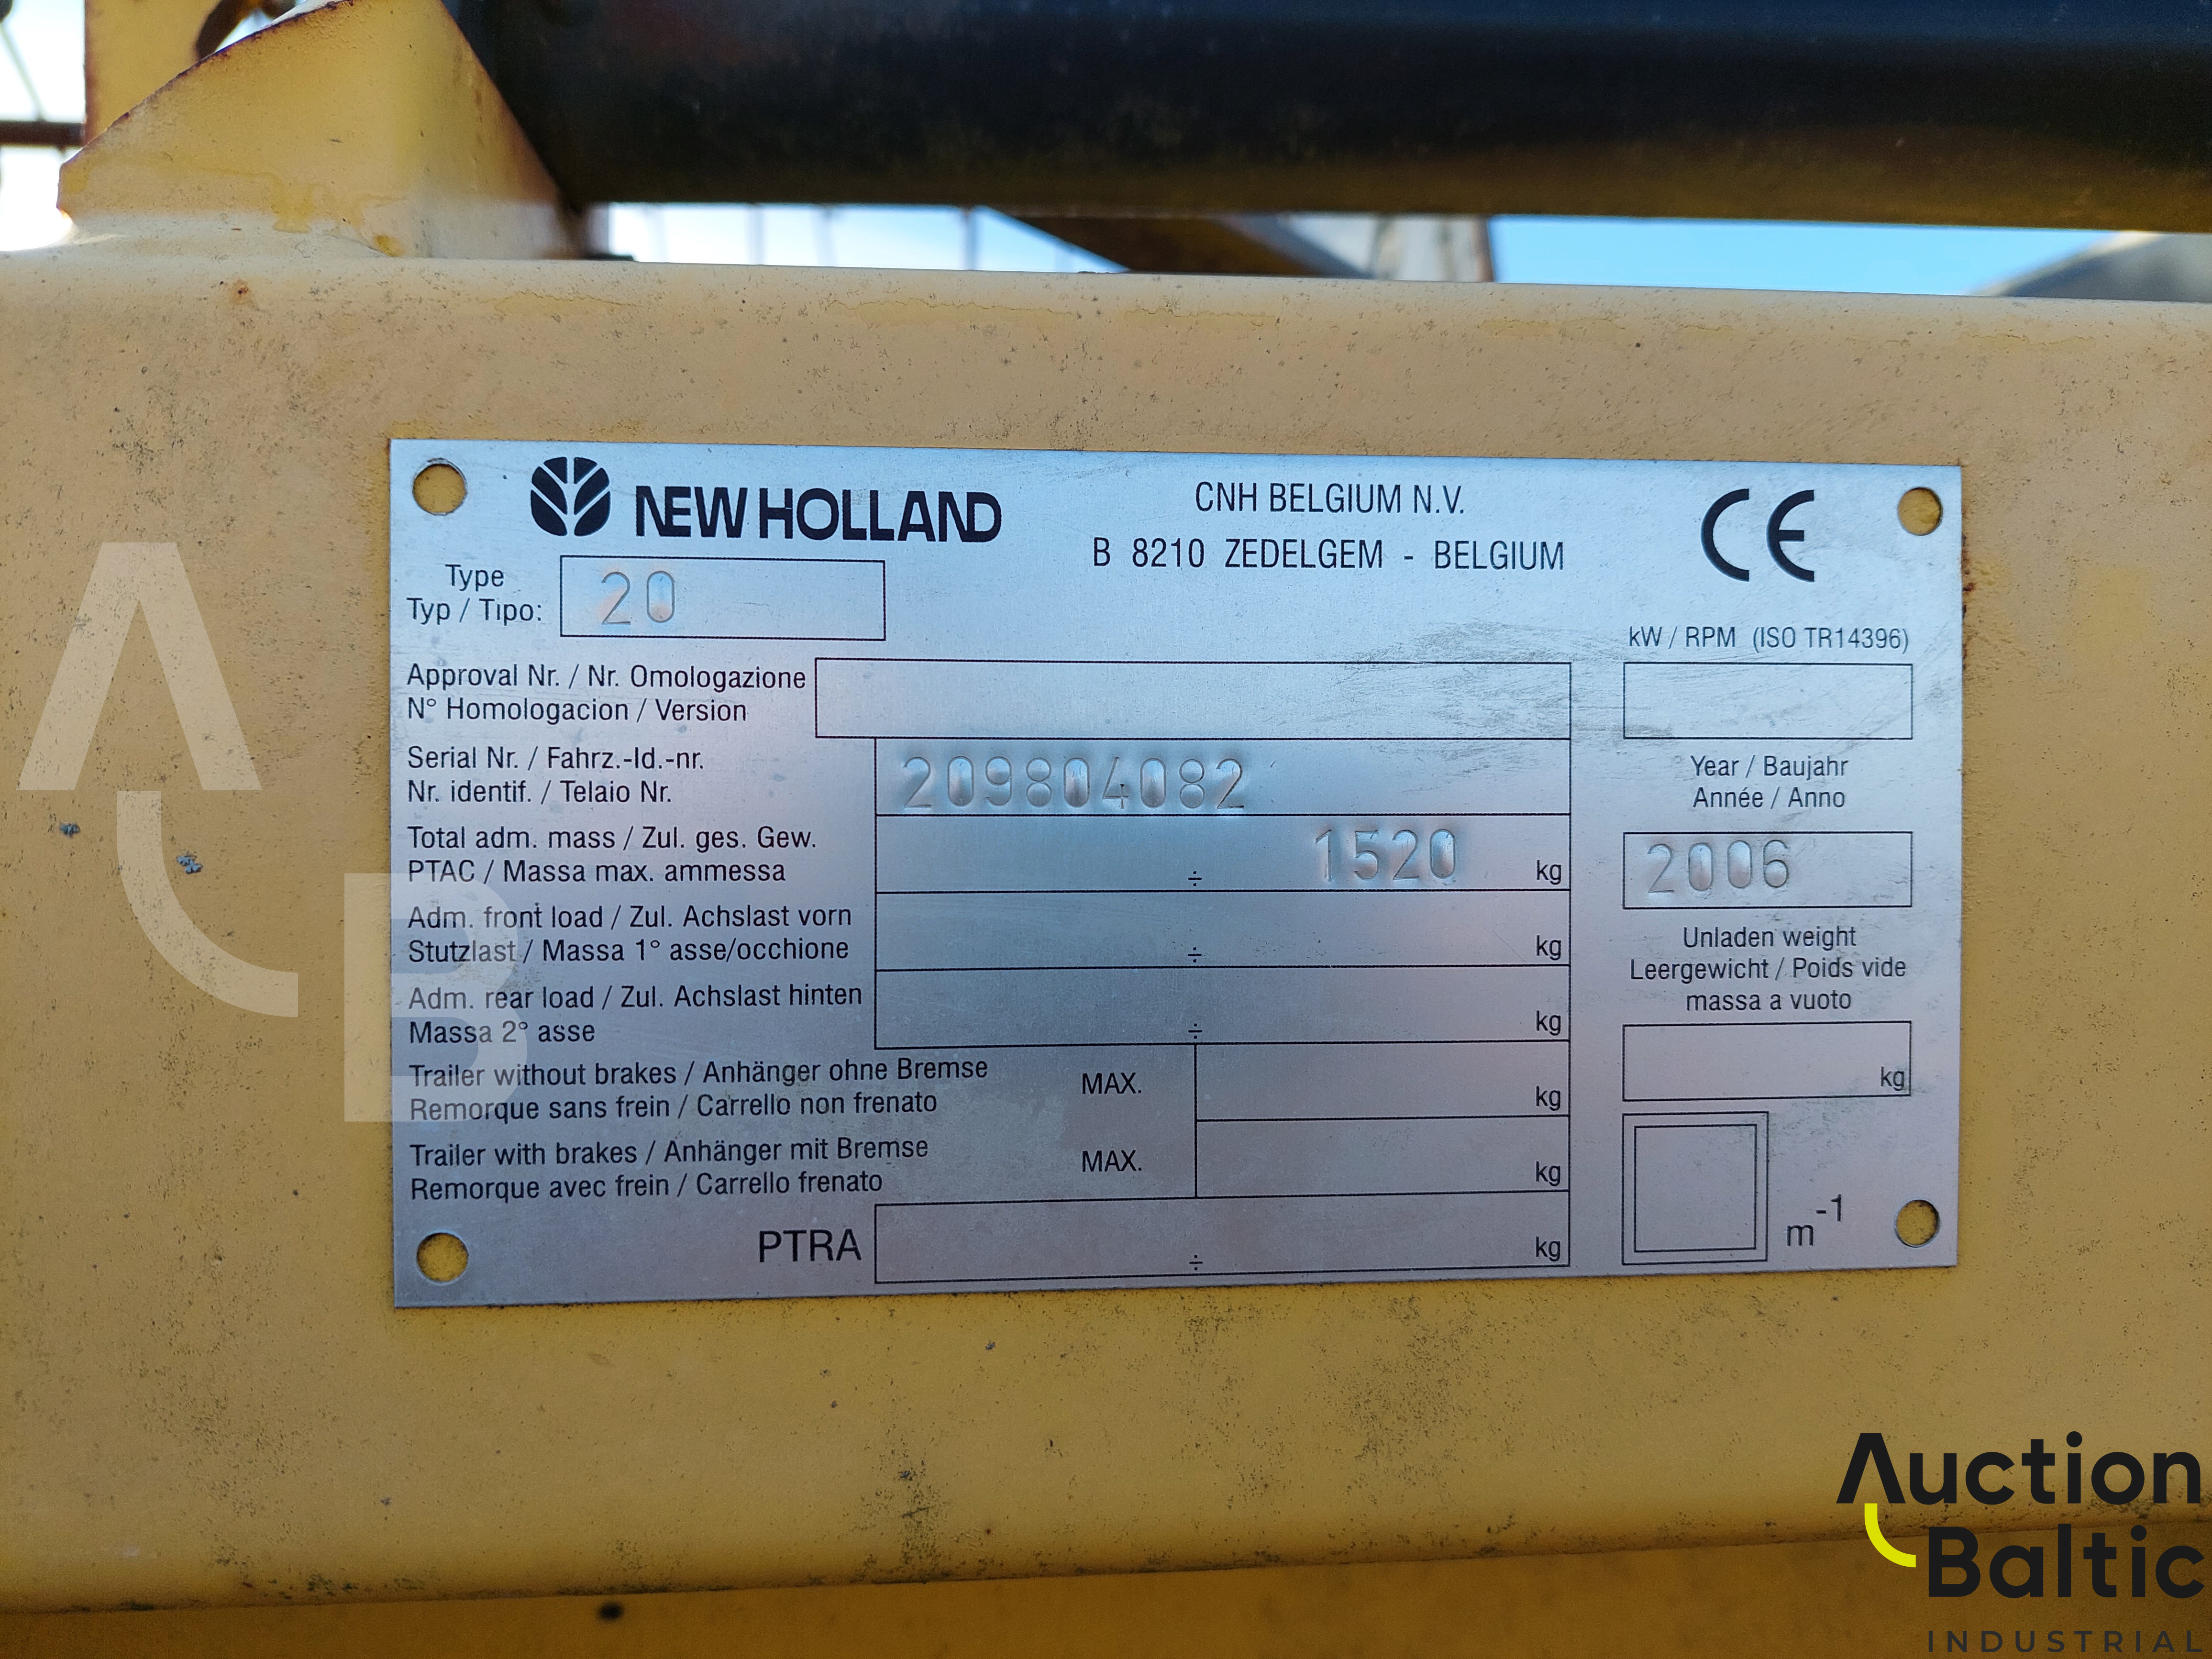 NEW HOLLAND
CNH BELGIUM N.V.
B 8210 ZEDELGEM - BELGIUM
CE
Type
Typ / Tipo:
20
kW / RPM (ISO TR14396)
Approval Nr. / Nr. Omologazione
N° Homologacion / Version
Serial Nr. / Fahrz.-Id.-nr.
Nr. identif. / Telaio Nr.
209804082
Year / Baujahr
Année / Anno
2006
Total adm. mass / Zul. ges. Gew.
PTAC / Massa max. ammessa
÷ 1520 kg
Adm. front load / Zul. Achslast vorn
Stutzlast / Massa 1° asse/occhione
÷ kg
Unladen weight
Leergewicht / Poids vide
massa a vuoto
kg
Adm. rear load / Zul. Achslast hinten
Massa 2° asse
÷ kg
Trailer without brakes / Anhänger ohne Bremse
Remorque sans frein / Carrello non frenato
MAX. kg
Trailer with brakes / Anhänger mit Bremse
Remorque avec frein / Carrello frenato
MAX. kg
PTRA ÷ kg
m-1
AB
Auction
Baltic
INDUSTRIAL